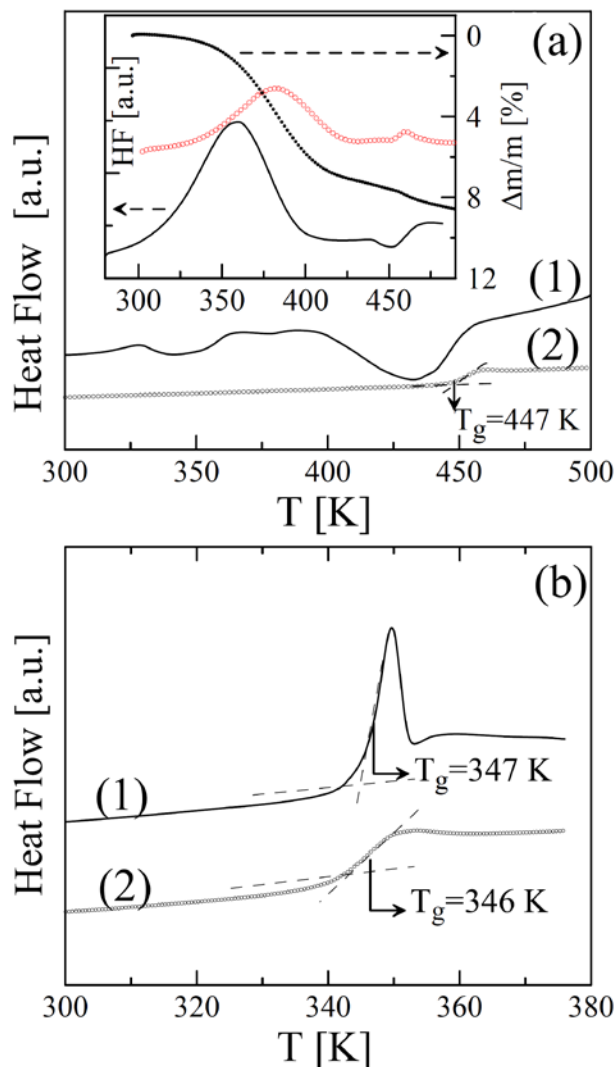 (a)
HF [a.u.]
Δm/m [%]
0
4
8
12
300 350 400 450
Heat Flow [a.u.]
(1)
(2)
Tg=447 K
300 350 400 450 500
T [K]
(b)
Heat Flow [a.u.]
(1)
Tg=347 K
(2)
Tg=346 K
300 320 340 360 380
T [K]